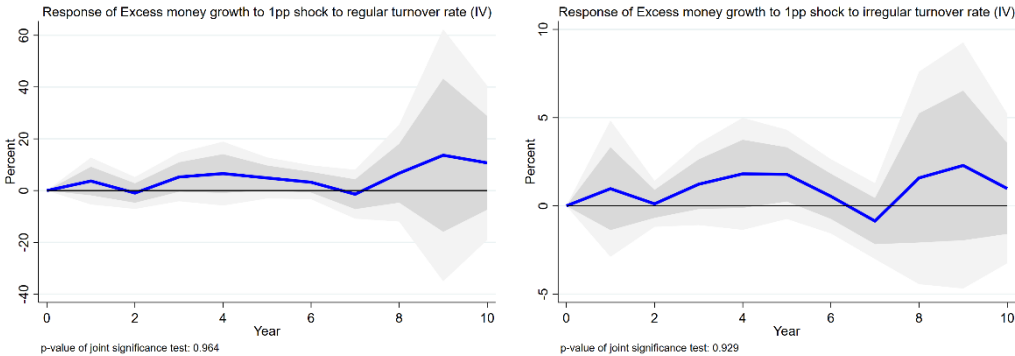 Response of Excess money growth to 1pp shock to regular turnover rate (IV)
60
40
20
0
-20
-40
Percent
0 2 4 6 8 10
Year
p-value of joint significance test: 0.964
Response of Excess money growth to 1pp shock to irregular turnover rate (IV)
10
5
0
-5
Percent
0 2 4 6 8 10
Year
p-value of joint significance test: 0.929